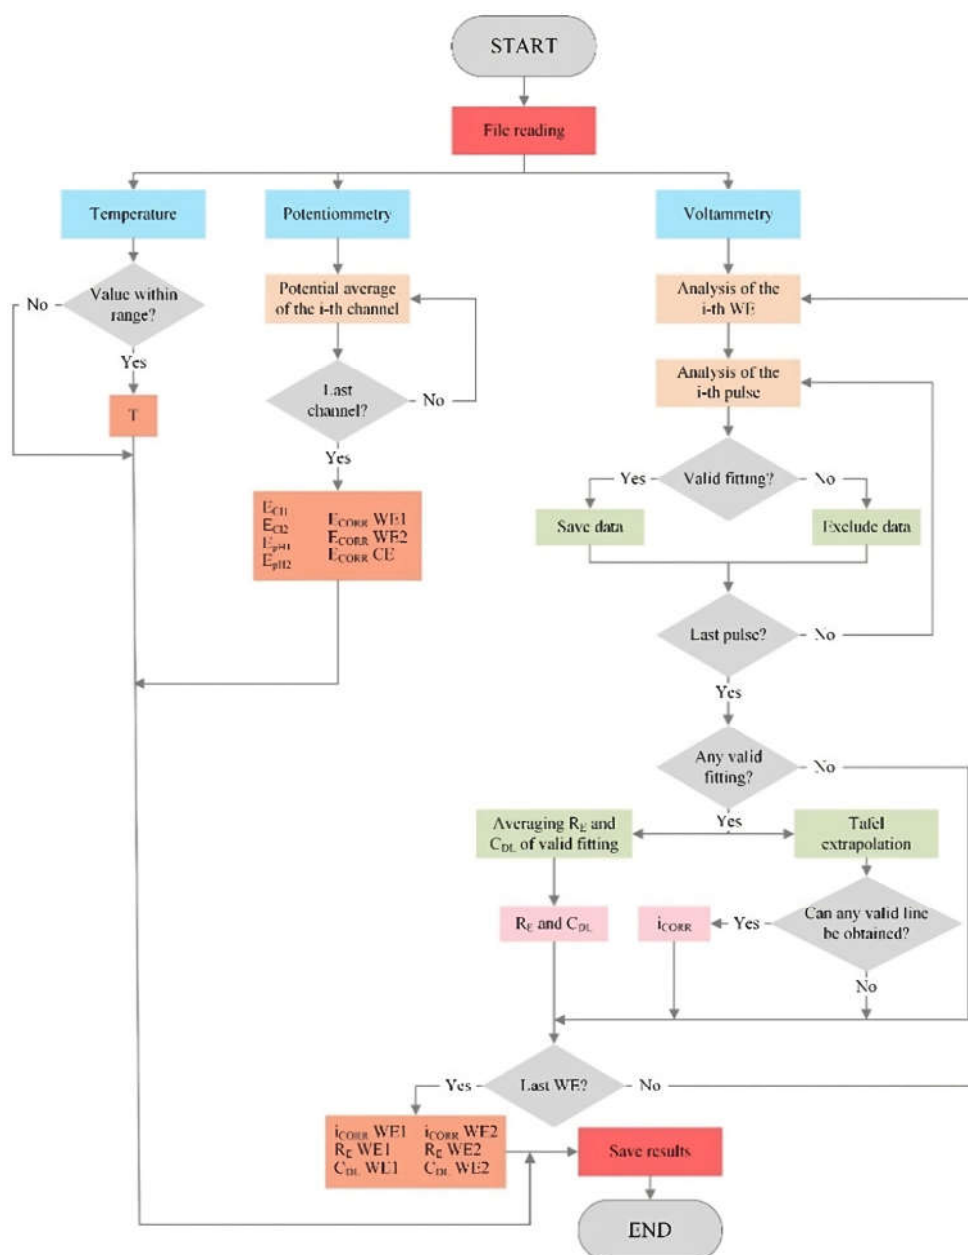 START
File reading
Temperature
Potentiommetry
Voltammetry
Value within
range?
No
Yes
T
Potential average
of the i-th channel
Last
channel?
No
Yes
E_Cl1
E_Cl2
E_pH1
E_pH2
E_CORR WE1
E_CORR WE2
E_CORR CE
Analysis of the
i-th WE
Analysis of the
i-th pulse
Valid fitting?
Yes
No
Save data
Exclude data
Last pulse?
No
Yes
Any valid
fitting?
No
Yes
Averaging R_E and
C_DL of valid fitting
Tafel
extrapolation
R_E and C_DL
i_CORR
Yes
Can any valid line
be obtained?
No
Last WE?
Yes
No
i_CORR WE1 i_CORR WE2
R_E WE1 R_E WE2
C_DL WE1 C_DL WE2
Save results
END